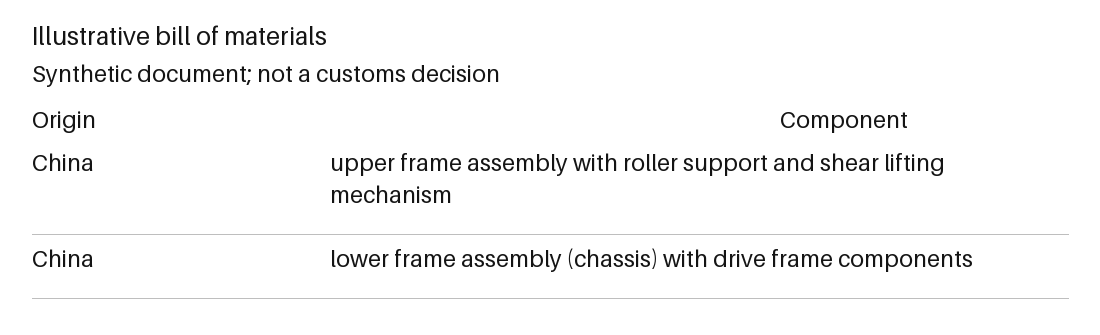 Illustrative bill of materials
Synthetic document; not a customs decision
Origin Component
China upper frame assembly with roller support and shear lifting
mechanism
China lower frame assembly (chassis) with drive frame components